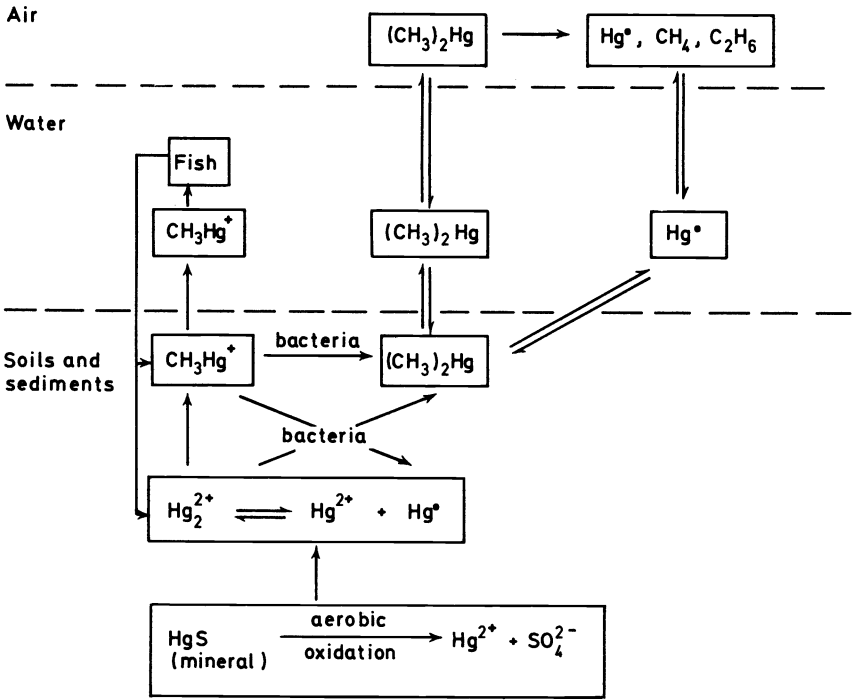 Air
(CH₃)₂Hg
Hg•, CH₄, C₂H₆
Water
Fish
CH₃Hg⁺
(CH₃)₂Hg
Hg•
Soils and
sediments
CH₃Hg⁺
bacteria
(CH₃)₂Hg
bacteria
Hg₂²⁺ ⇌ Hg²⁺ + Hg•
HgS
(mineral)
aerobic
oxidation
Hg²⁺ + SO₄²⁻